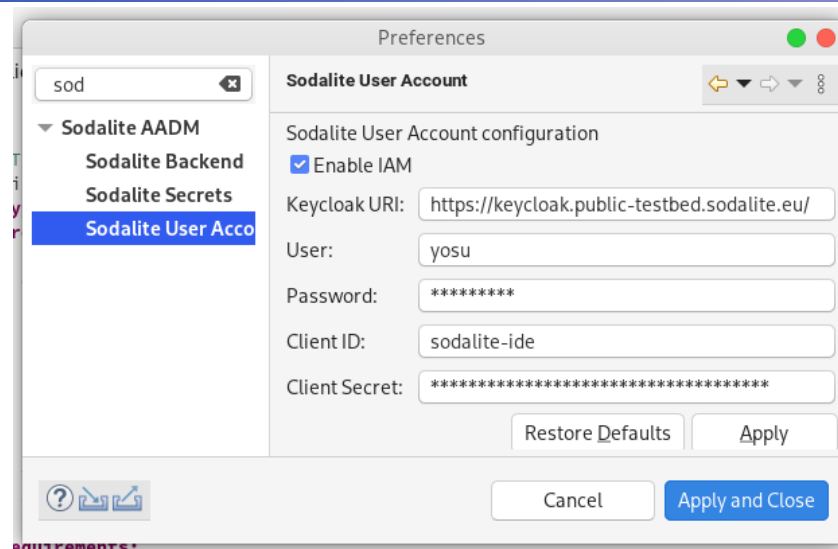 Preferences
sod
Sodalite User Account
Sodalite AADM
Sodalite Backend
Sodalite Secrets
Sodalite User Acco
Sodalite User Account configuration
Enable IAM
Keycloak URI: https://keycloak.public-testbed.sodalite.eu/
User: yosu
Password: *********
Client ID: sodalite-ide
Client Secret: ************************************
Restore Defaults Apply
? Cancel Apply and Close
equirements: